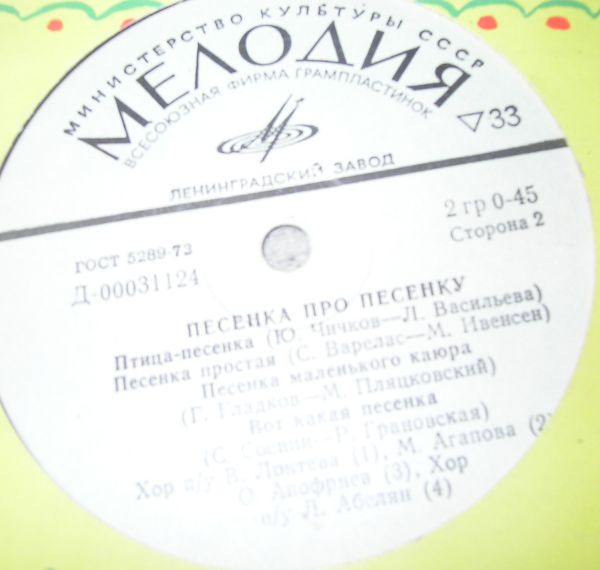 МИНИСТЕРСТВО КУЛЬТУРЫ СССР
МЕЛОДИЯ
ВСЕСОЮЗНАЯ ФИРМА ГРАМПЛАСТИНОК
33
ЛЕНИНГРАДСКИЙ ЗАВОД
ГОСТ 5289-73
2 гр 0-45
Д-00031124
Сторона 2
ПЕСЕНКА ПРО ПЕСЕНКУ
Птица-песенка (Ю. Чичков—Л. Васильева)
Песенка простая (С. Варслас—М. Ивенсен)
Песенка маленького каюра
(Г. Гладков—М. Пляцковский)
Вот какая песенка
(С. Соснин—Р. Грановская)
Хор п/у В. Локтева (1), М. Агапова (2)
О. Анофриев (3), Хор
п/у Л. Абелян (4)